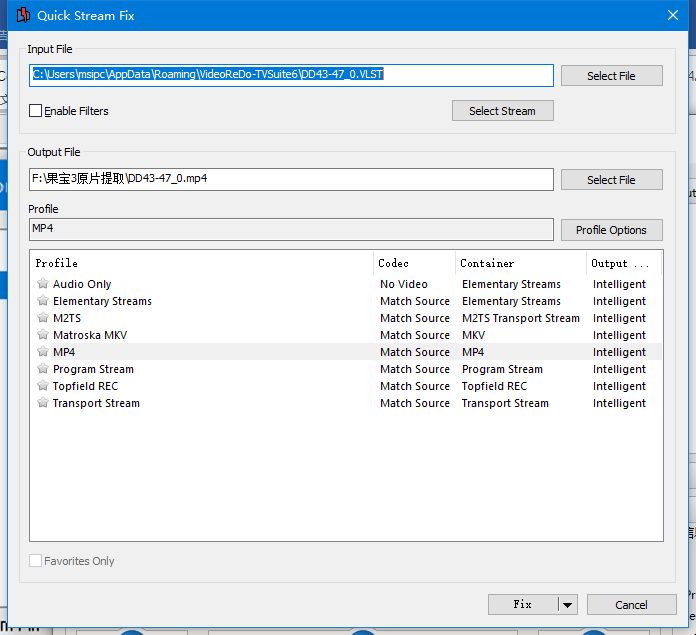 Quick Stream Fix
Input File
C:\Users\msipc\AppData\Roaming\VideoReDo-TVSuite6\DD43-47_0.VLST
Select File
Enable Filters
Select Stream
Output File
F:\果宝3原片提取\DD43-47_0.mp4
Select File
Profile
MP4
Profile Options
Profile Codec Container Output ...
Audio Only No Video Elementary Streams Intelligent
Elementary Streams Match Source Elementary Streams Intelligent
M2TS Match Source M2TS Transport Stream Intelligent
Matroska MKV Match Source MKV Intelligent
MP4 Match Source MP4 Intelligent
Program Stream Match Source Program Stream Intelligent
Topfield REC Match Source Topfield REC Intelligent
Transport Stream Match Source Transport Stream Intelligent
Favorites Only
Fix
Cancel